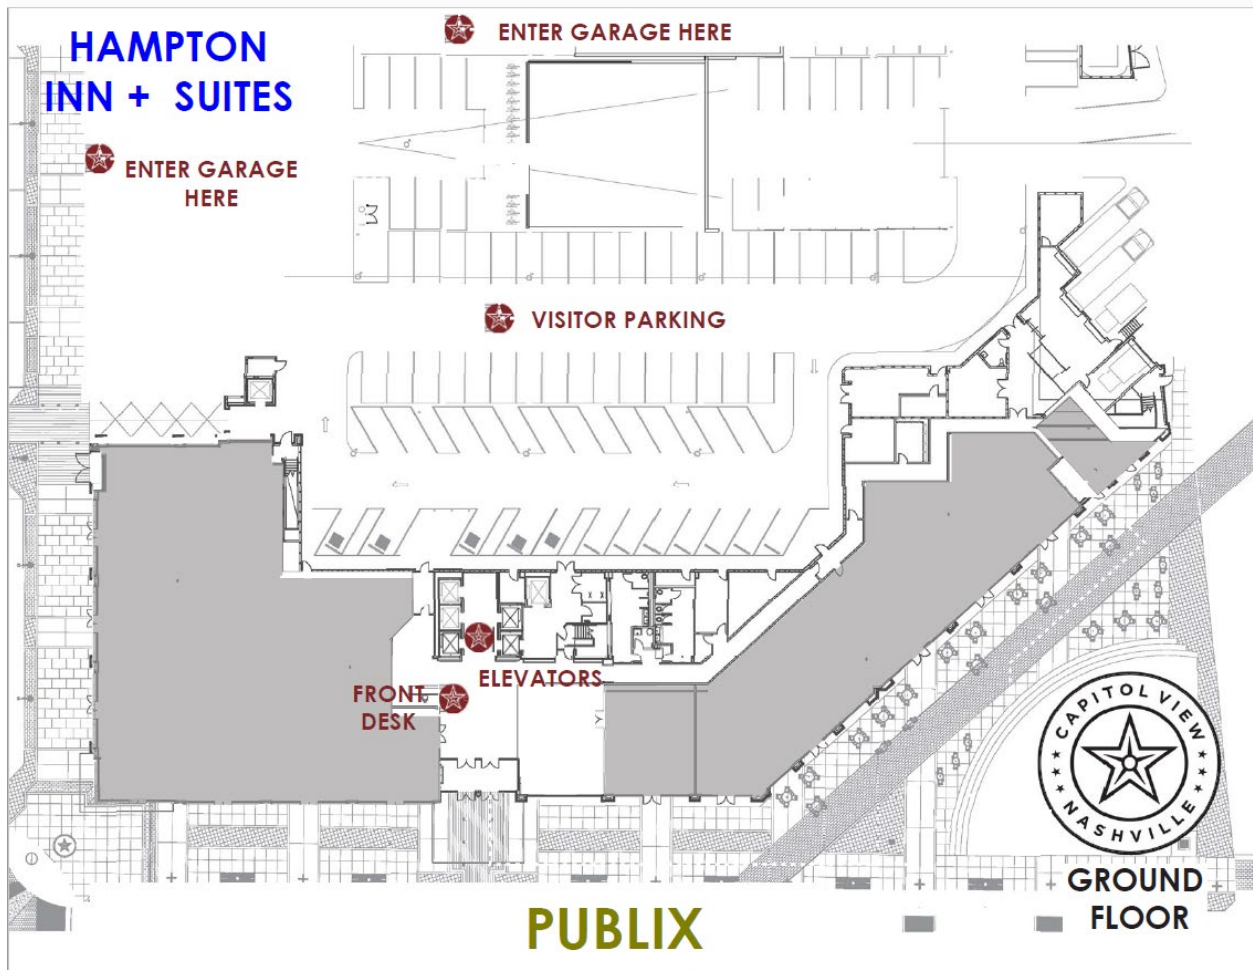 HAMPTON
INN + SUITES
ENTER GARAGE HERE
ENTER GARAGE
HERE
VISITOR PARKING
ELEVATORS
FRONT
DESK
CAPITOL VIEW
NASHVILLE
GROUND
FLOOR
PUBLIX